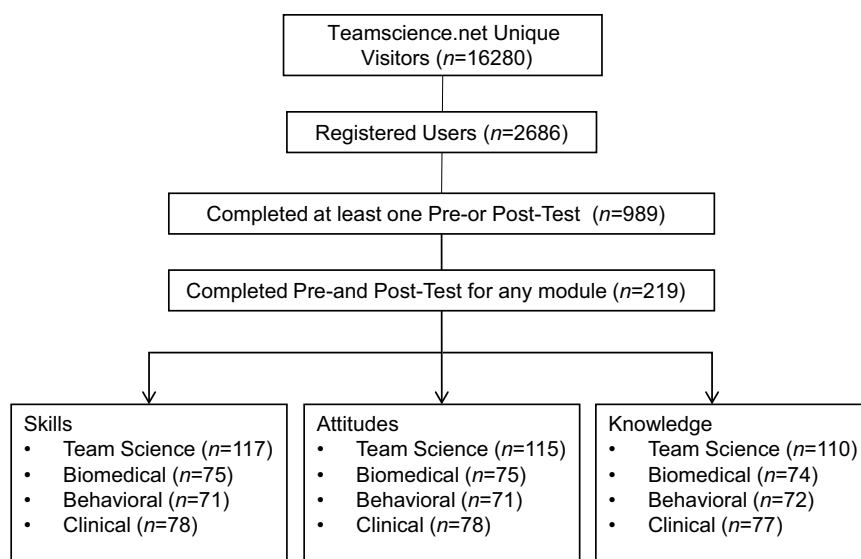 Teamscience.net Unique
Visitors (n=16280)
Registered Users (n=2686)
Completed at least one Pre-or Post-Test (n=989)
Completed Pre-and Post-Test for any module (n=219)
Skills
• Team Science (n=117)
• Biomedical (n=75)
• Behavioral (n=71)
• Clinical (n=78)
Attitudes
• Team Science (n=115)
• Biomedical (n=75)
• Behavioral (n=71)
• Clinical (n=78)
Knowledge
• Team Science (n=110)
• Biomedical (n=74)
• Behavioral (n=72)
• Clinical (n=77)